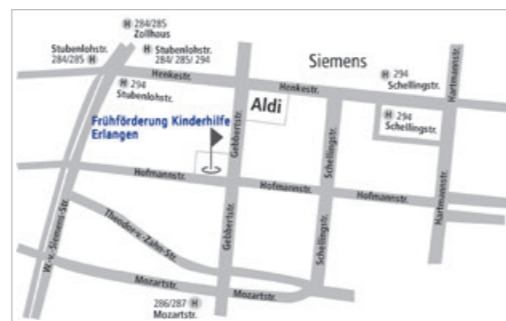 H 284/285
Zollhaus
Stubenlohstr.
284/285 H
H Stubenlohstr.
284/ 285/ 294
Siemens
Henkestr.
H 294
Stubenlohstr.
Henkestr.
H 294
Schellingstr.
Hartmannstr.
Aldi
H 294
Schellingstr.
Frühförderung Kinderhilfe
Erlangen
Gebbertstr.
Schellingstr.
Hofmannstr.
Hofmannstr.
Hofmannstr.
Hartmannstr.
W.-v.-Siemens-Str.
Theodor-v.-Zahn-Str.
Gebbertstr.
Schellingstr.
Mozartstr.
Mozartstr.
286/287 H
Mozartstr.